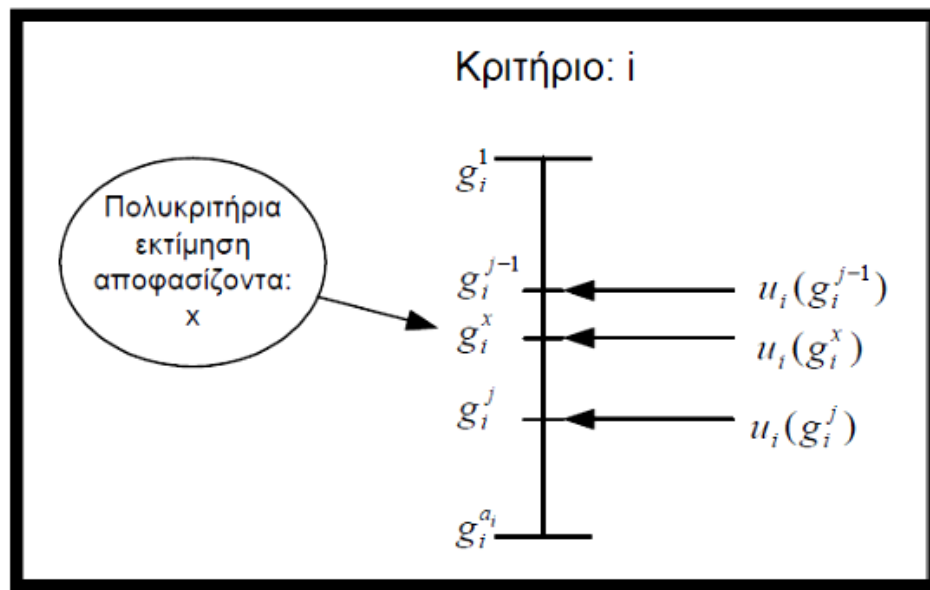 Κριτήριο: i
g_i^1
Πολυκριτήρια
εκτίμηση
αποφασίζοντα:
x
g_i^{j-1}
u_i(g_i^{j-1})
g_i^x
u_i(g_i^x)
g_i^j
u_i(g_i^j)
g_i^{a_i}